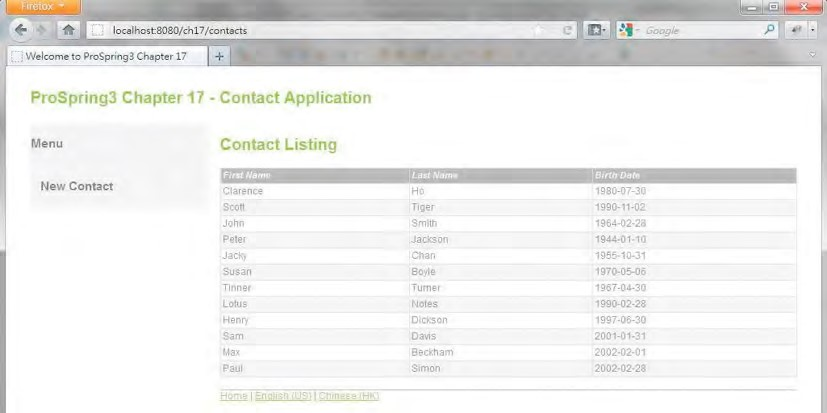 Firefox
localhost:8080/ch17/contacts
Google
Welcome to ProSpring3 Chapter 17
ProSpring3 Chapter 17 - Contact Application
Menu
New Contact
Contact Listing
First Name Last Name Birth Date
Clarence Ho 1980-07-30
Scott Tiger 1990-11-02
John Smith 1964-02-28
Peter Jackson 1944-01-10
Jacky Chan 1955-10-31
Susan Boyle 1970-05-06
Tinner Turner 1967-04-30
Lotus Notes 1990-02-28
Henry Dickson 1997-06-30
Sam Davis 2001-01-31
Max Beckham 2002-02-01
Paul Simon 2002-02-28
Home | English (US) | Chinese (HK)